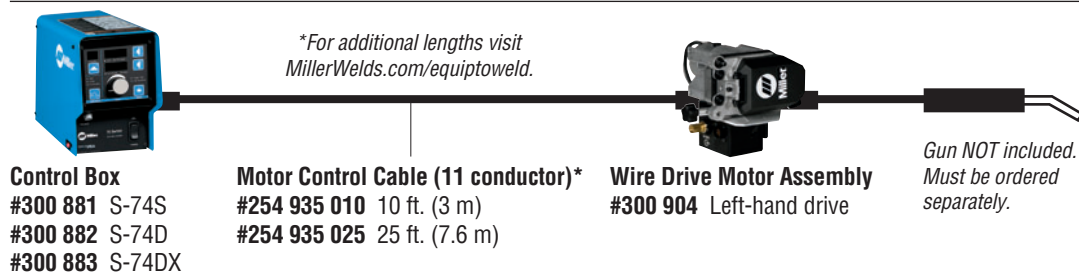 *For additional lengths visit
MillerWelds.com/equiptoweld.
Miller
Gun NOT included.
Must be ordered
separately.
Control Box
#300 881 S-74S
#300 882 S-74D
#300 883 S-74DX
Motor Control Cable (11 conductor)*
#254 935 010 10 ft. (3 m)
#254 935 025 25 ft. (7.6 m)
Wire Drive Motor Assembly
#300 904 Left-hand drive